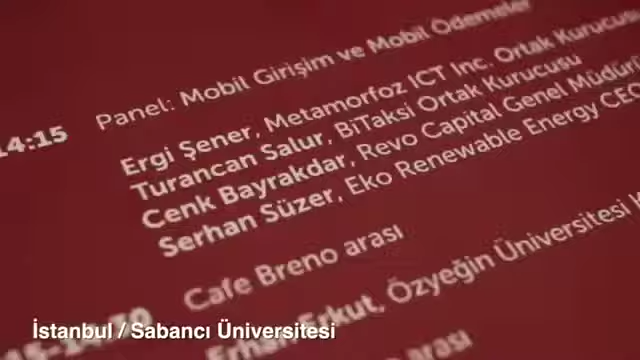 Panel: Mobil Girişim ve Mobil Ödemeler
14:15
Ergi Şener, Metamorfoz ICT Inc. Ortak Kurucusu
Turancan Salur, BiTaksi Ortak Kurucusu
Cenk Bayrakdar, Revo Capital Genel Müdürü
Serhan Süzer, Eko Renewable Energy CEO
Cafe Breno arası
Erkut, Özyeğin Üniversitesi
arası
İstanbul / Sabancı Üniversitesi